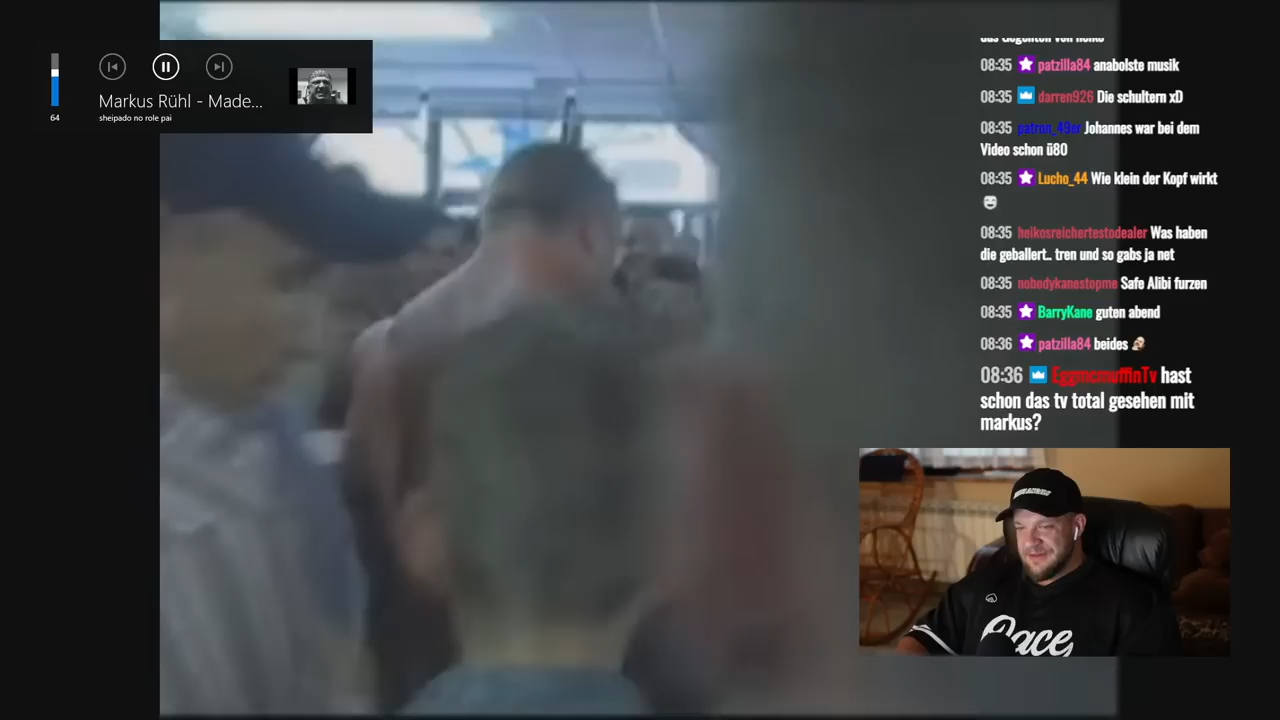 64
Markus Rühl - Made...
sheipado no role pai
08:35 patzilla84 anabolste musik
08:35 darren926 Die schultern xD
08:35 patron_49er Johannes war bei dem
Video schon ü80
08:35 Lucho_44 Wie klein der Kopf wirkt
08:35 heikosreichertestodealer Was haben
die geballert.. tren und so gabs ja net
08:35 nobodykanestopme Safe Alibi furzen
08:35 BarryKane guten abend
08:36 patzilla84 beides
08:36 EggmcmuffinTv hast
schon das tv total gesehen mit
markus?